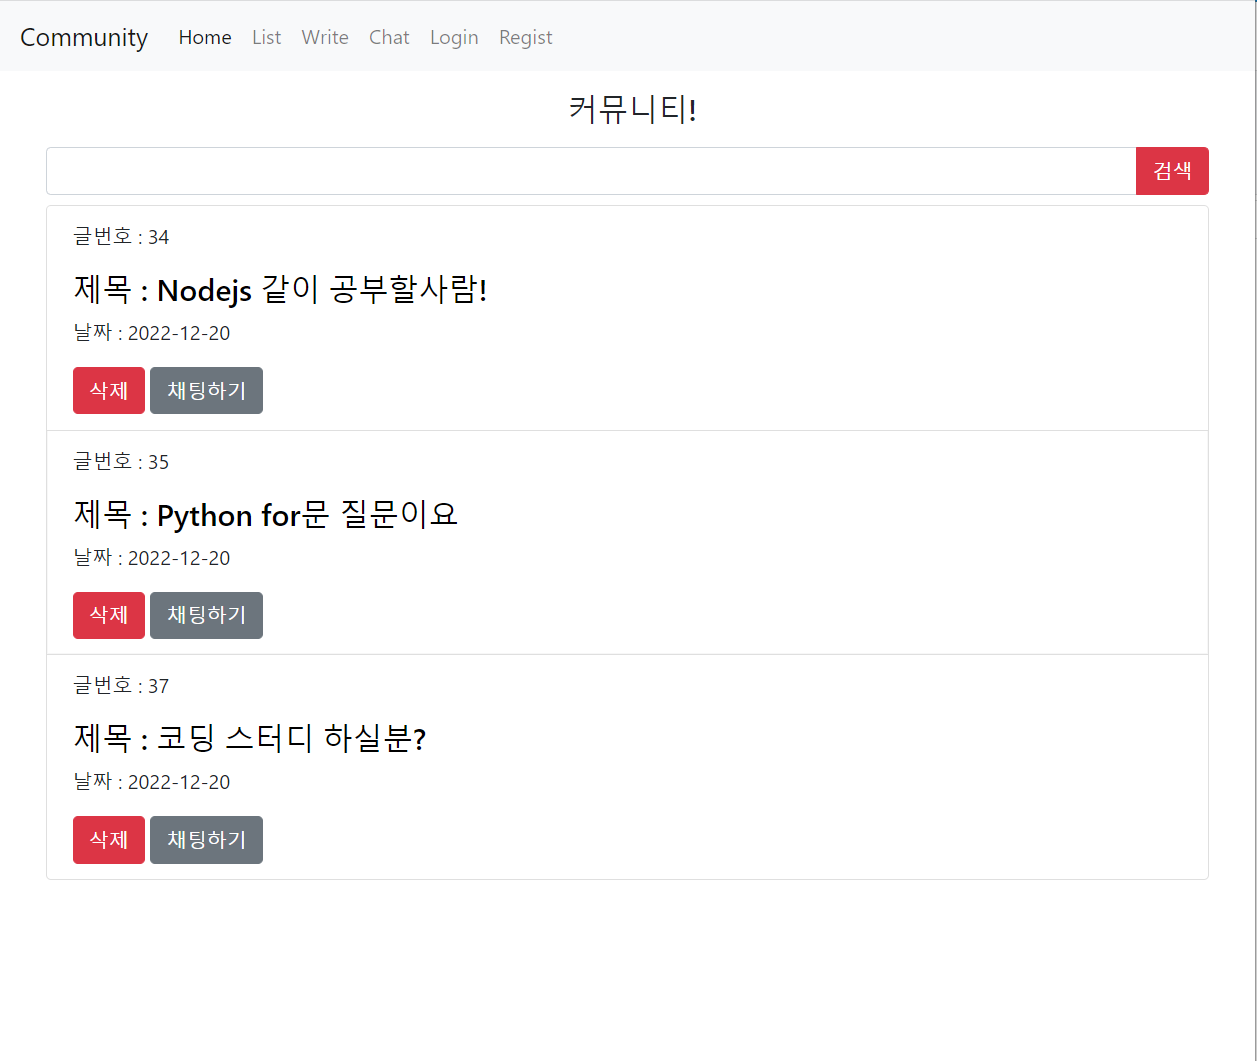 Community Home List Write Chat Login Regist
커뮤니티!
검색
글번호 : 34
제목 : Nodejs 같이 공부할사람!
날짜 : 2022-12-20
삭제 채팅하기
글번호 : 35
제목 : Python for문 질문이요
날짜 : 2022-12-20
삭제 채팅하기
글번호 : 37
제목 : 코딩 스터디 하실분?
날짜 : 2022-12-20
삭제 채팅하기